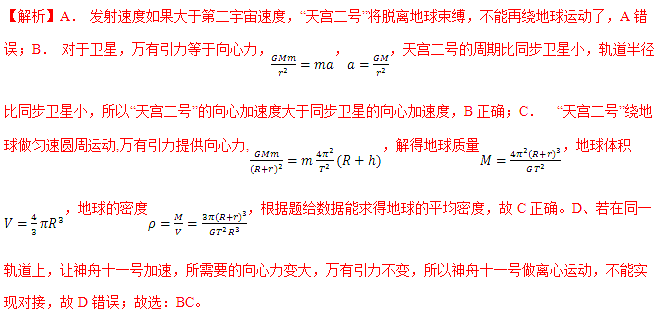 【解析】A． 发射速度如果大于第二宇宙速度，“天宫二号”将脱离地球束缚，不能再绕地球运动了，A 错
误；B． 对于卫星，万有引力等于向心力，$\frac{GMm}{r^2}=ma$，$a=\frac{GM}{r^2}$，天宫二号的周期比同步卫星小，轨道半径
比同步卫星小，所以“天宫二号”的向心加速度大于同步卫星的向心加速度，B 正确；C． “天宫二号”绕地
球做匀速圆周运动,万有引力提供向心力,$\frac{GMm}{(R+r)^2}=m\frac{4\pi^2}{T^2}(R+h)$，解得地球质量$M=\frac{4\pi^2(R+r)^3}{GT^2}$，地球体积
$V=\frac{4}{3}\pi R^3$，地球的密度$\rho=\frac{M}{V}=\frac{3\pi(R+r)^3}{GT^2R^3}$，根据题给数据能求得地球的平均密度，故 C 正确。D、若在同一
轨道上，让神舟十一号加速，所需要的向心力变大，万有引力不变，所以神舟十一号做离心运动，不能实
现对接，故 D 错误；故选：BC。